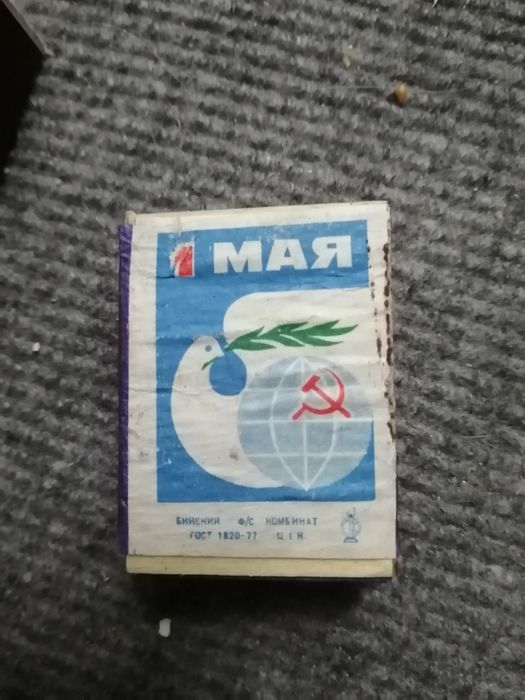 1 МАЯ
БИЙСКИЙ Ф/С КОМБИНАТ
ГОСТ 1820-77 Ц 1 К